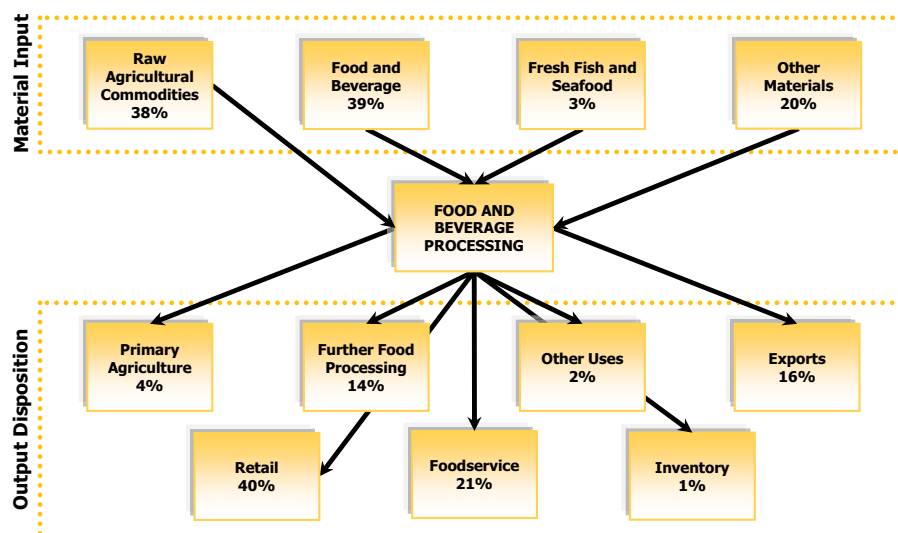 Material Input
Raw
Agricultural
Commodities
38%
Food and
Beverage
39%
Fresh Fish and
Seafood
3%
Other
Materials
20%
FOOD AND
BEVERAGE
PROCESSING
Output Disposition
Primary
Agriculture
4%
Further Food
Processing
14%
Other Uses
2%
Exports
16%
Retail
40%
Foodservice
21%
Inventory
1%